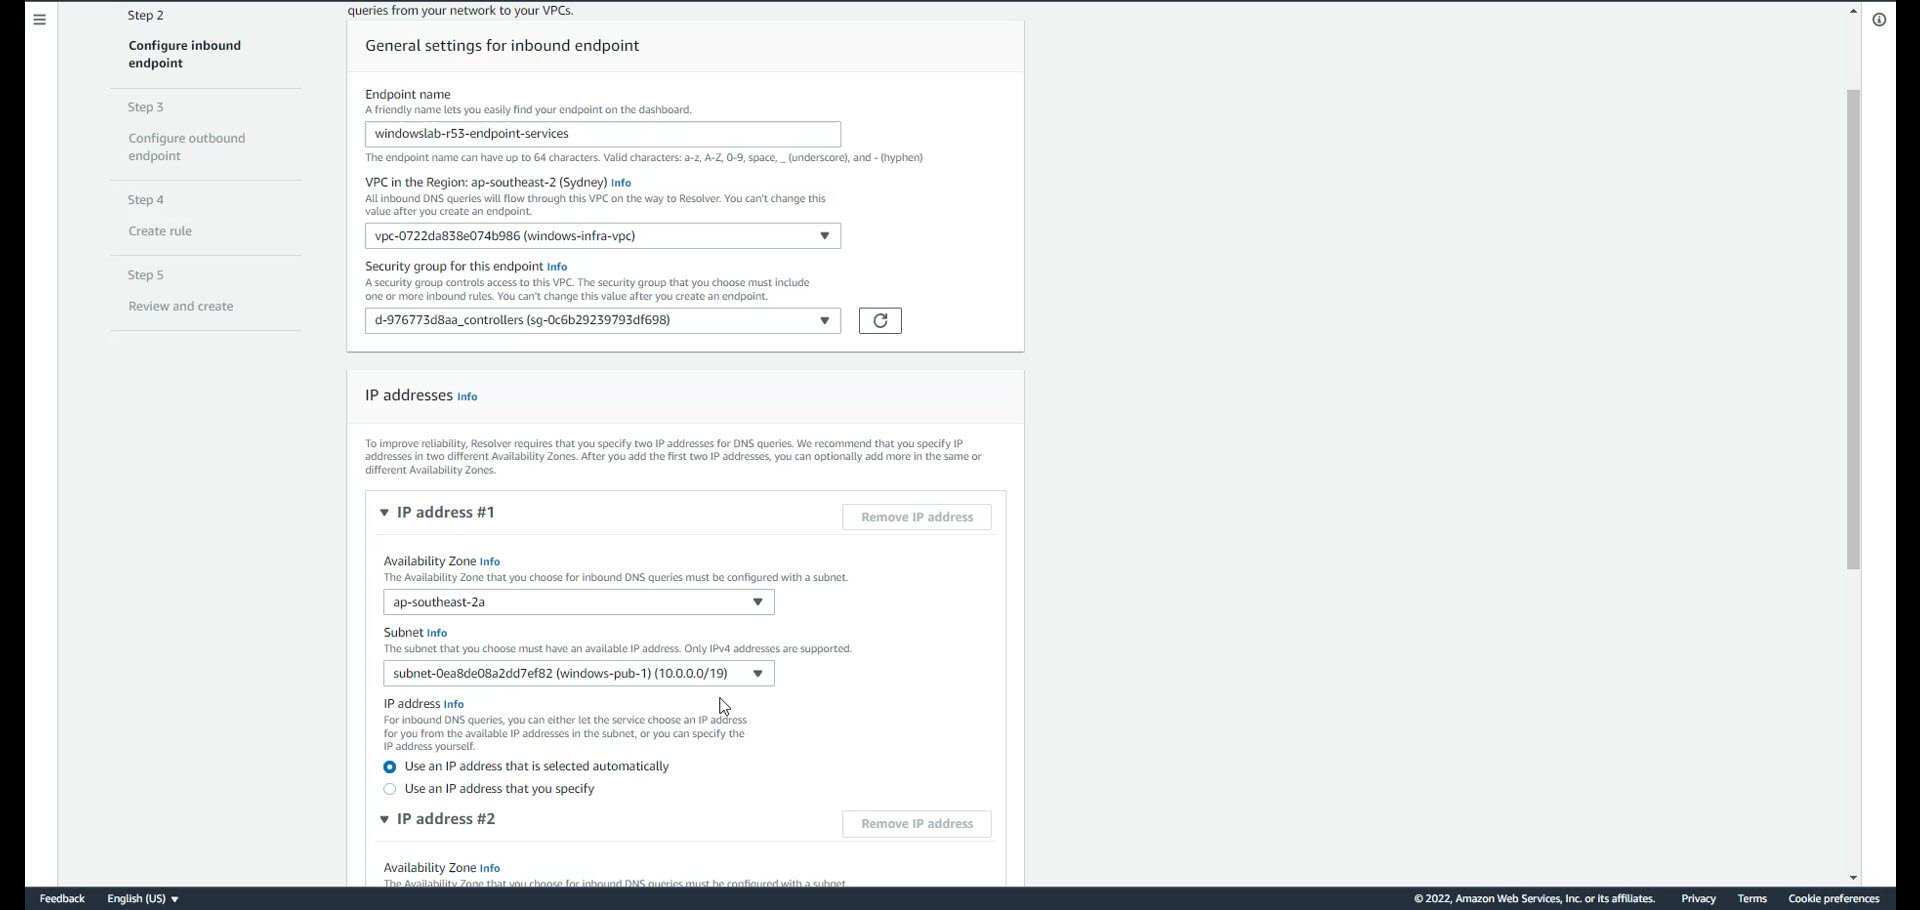 queries from your network to your VPCs.
Step 2
Configure inbound
endpoint
Step 3
Configure outbound
endpoint
Step 4
Create rule
Step 5
Review and create
General settings for inbound endpoint
Endpoint name
A friendly name lets you easily find your endpoint on the dashboard.
windowslab-r53-endpoint-services
The endpoint name can have up to 64 characters. Valid characters: a-z, A-Z, 0-9, space, _ (underscore), and - (hyphen)
VPC in the Region: ap-southeast-2 (Sydney) Info
All inbound DNS queries will flow through this VPC on the way to Resolver. You can't change this
value after you create an endpoint.
vpc-0722da838e074b986 (windows-infra-vpc)
Security group for this endpoint Info
A security group controls access to this VPC. The security group that you choose must include
one or more inbound rules. You can't change this value after you create an endpoint.
d-976773d8aa_controllers (sg-0c6b29239793df698)
IP addresses Info
To improve reliability, Resolver requires that you specify two IP addresses for DNS queries. We recommend that you specify IP
addresses in two different Availability Zones. After you add the first two IP addresses, you can optionally add more in the same or
different Availability Zones.
IP address #1
Remove IP address
Availability Zone Info
The Availability Zone that you choose for inbound DNS queries must be configured with a subnet.
ap-southeast-2a
Subnet Info
The subnet that you choose must have an available IP address. Only IPv4 addresses are supported.
subnet-0ea8de08a2dd7ef82 (windows-pub-1) (10.0.0.0/19)
IP address Info
For inbound DNS queries, you can either let the service choose an IP address
for you from the available IP addresses in the subnet, or you can specify the
IP address yourself.
Use an IP address that is selected automatically
Use an IP address that you specify
IP address #2
Remove IP address
Availability Zone Info
The Availability Zone that you choose for inbound DNS queries must be configured with a subnet
Feedback
English (US)
© 2022, Amazon Web Services, Inc. or its affiliates.
Privacy
Terms
Cookie preferences